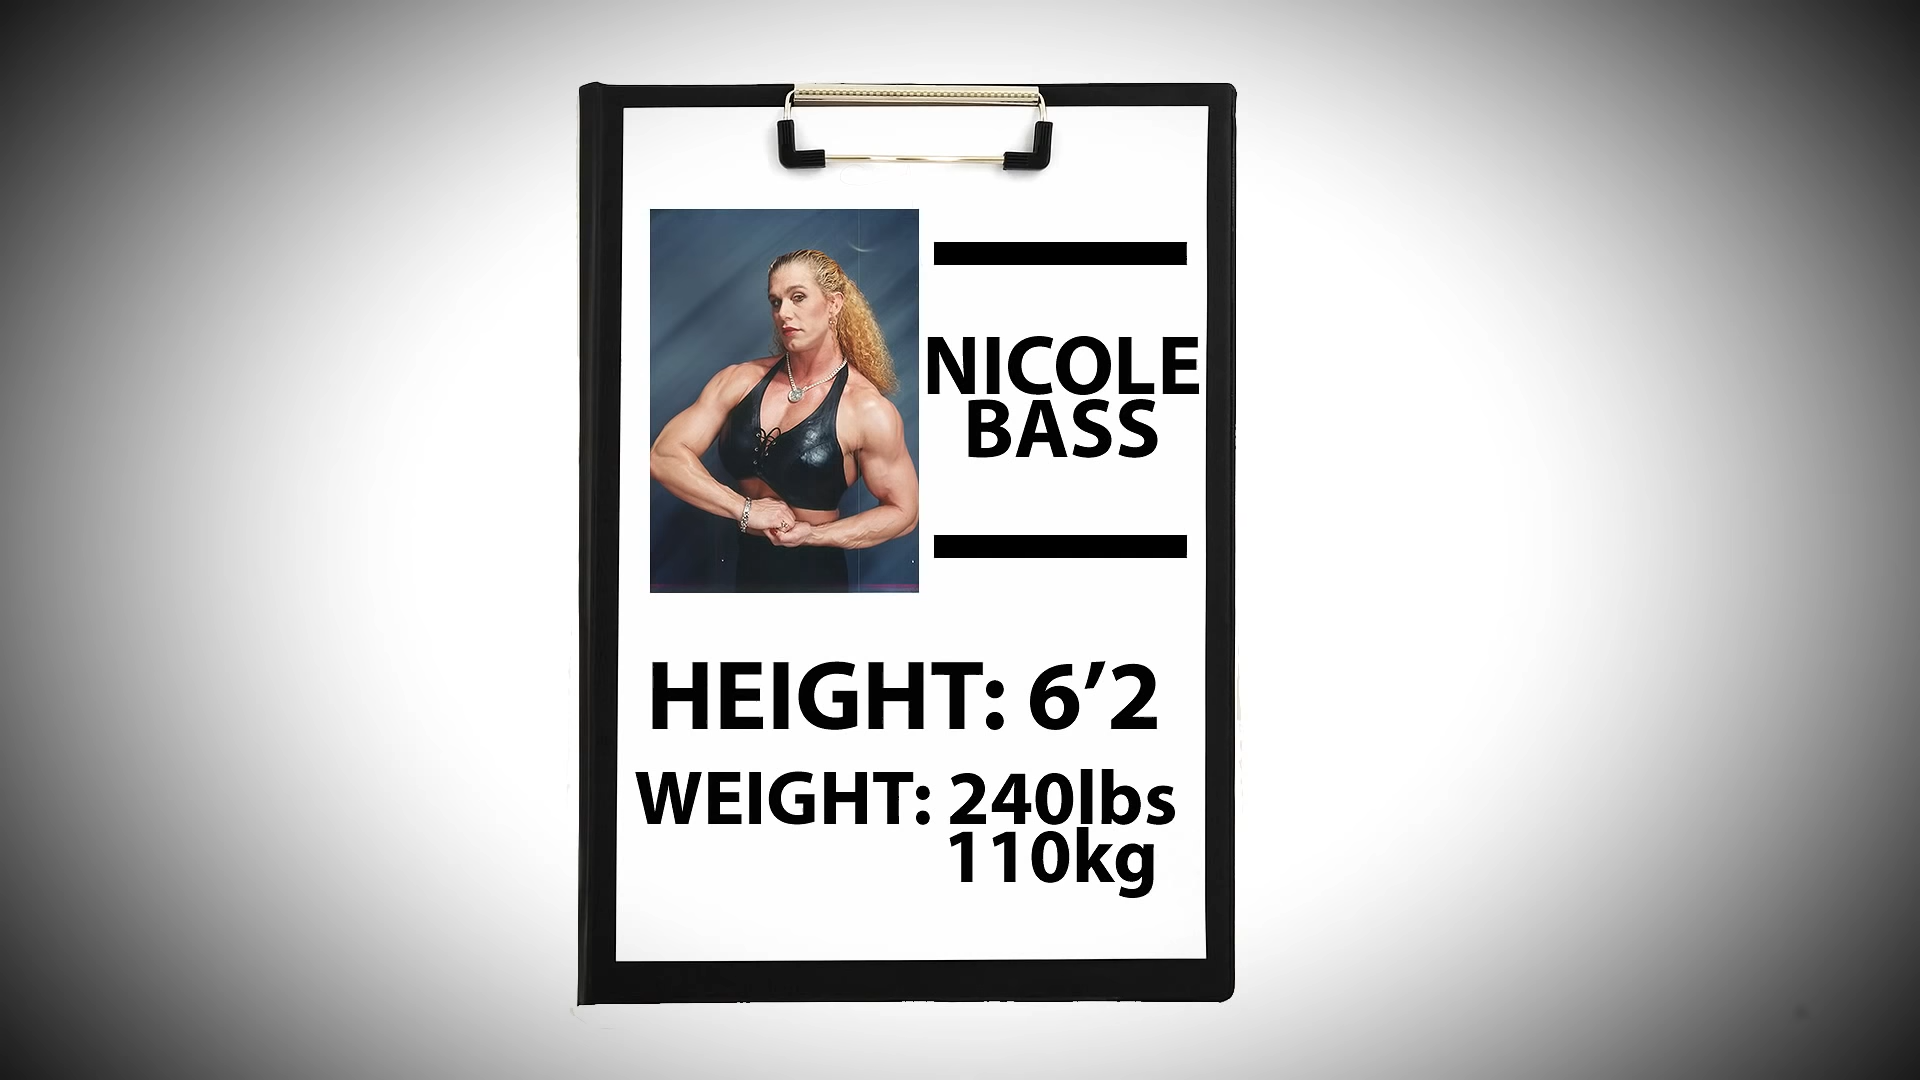 NICOLE
BASS
HEIGHT: 6’2
WEIGHT: 240lbs
110kg